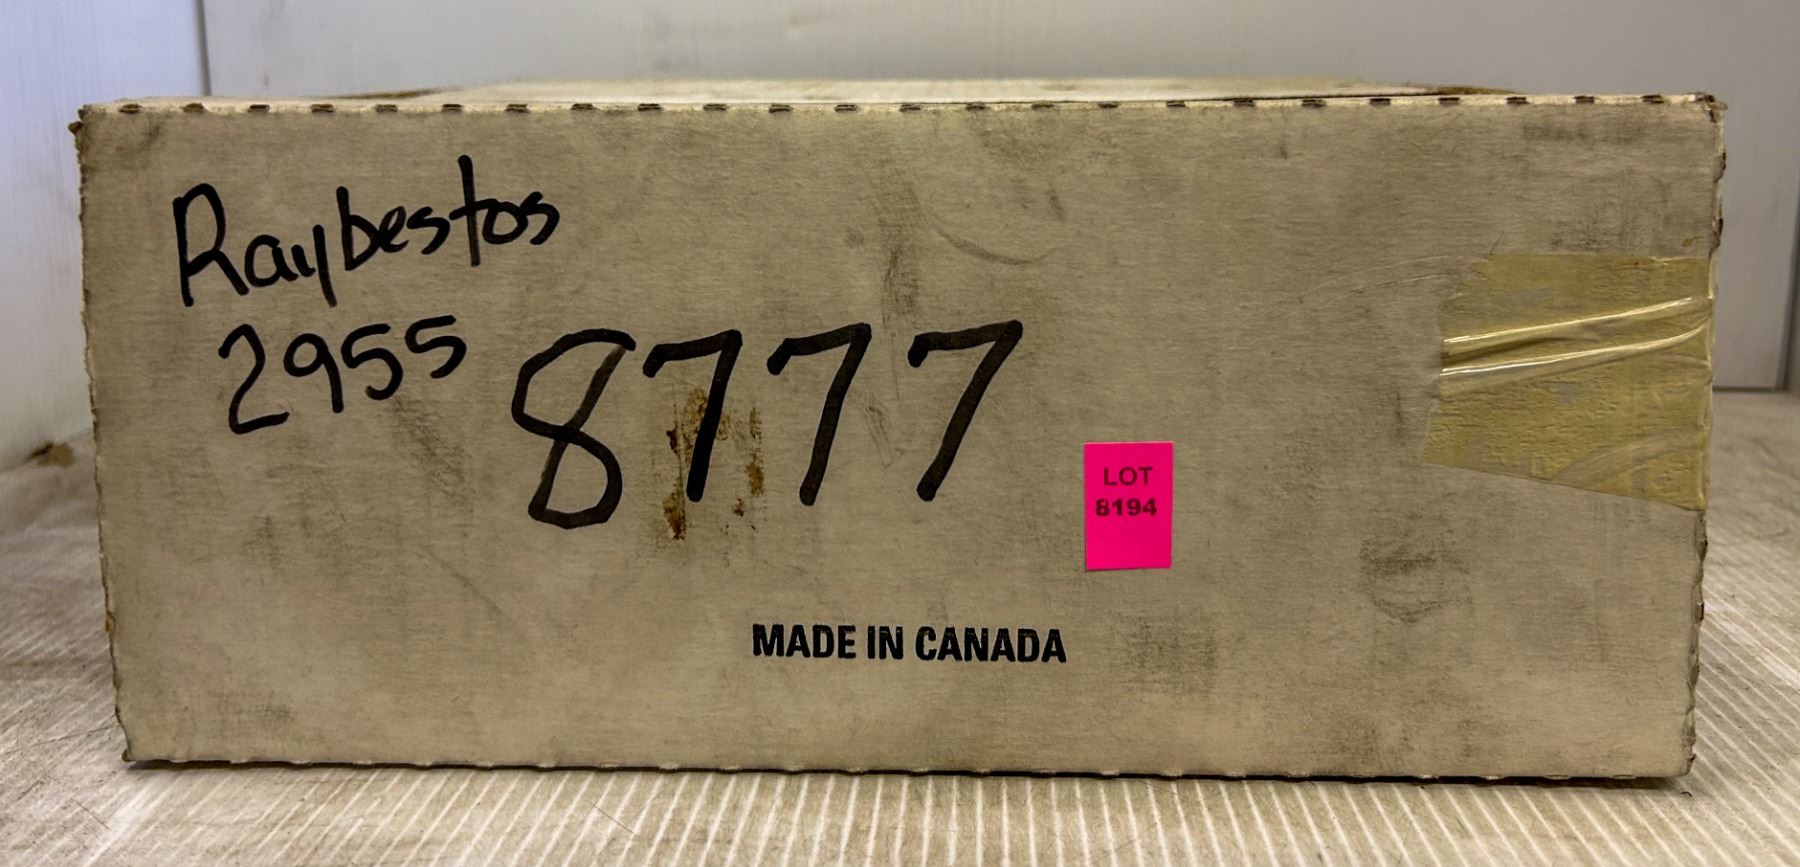 Raybestos
2955
8777
LOT
8194
MADE IN CANADA